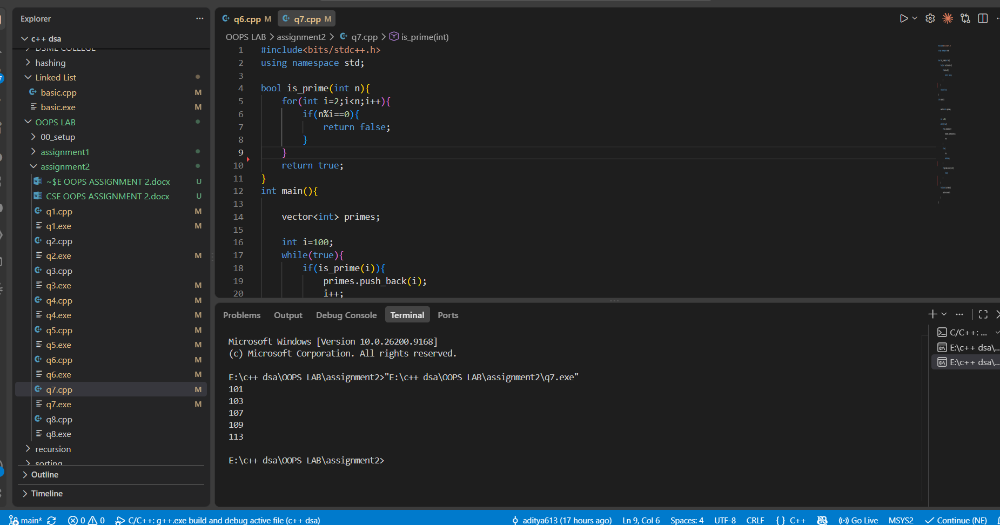 Explorer
c++ dsa
DSME COLLEGE
hashing
Linked List
basic.cpp M
basic.exe M
OOPS LAB
00_setup
assignment1
assignment2
~$E OOPS ASSIGNMENT 2.docx U
CSE OOPS ASSIGNMENT 2.docx U
q1.cpp M
q1.exe M
q2.cpp
q2.exe M
q3.cpp
q3.exe M
q4.cpp M
q4.exe M
q5.cpp M
q5.exe M
q6.cpp M
q6.exe M
q7.cpp M
q7.exe M
q8.cpp
q8.exe
recursion
sorting
Outline
Timeline
q6.cpp M q7.cpp M
OOPS LAB > assignment2 > q7.cpp > is_prime(int)
1 #include<bits/stdc++.h>
2 using namespace std;
3
4 bool is_prime(int n){
5 for(int i=2;i<n;i++){
6 if(n%i==0){
7 return false;
8 }
9 }
10 return true;
11 }
12 int main(){
13
14 vector<int> primes;
15
16 int i=100;
17 while(true){
18 if(is_prime(i)){
19 primes.push_back(i);
20 i++;
Problems Output Debug Console Terminal Ports
Microsoft Windows [Version 10.0.26200.9168]
(c) Microsoft Corporation. All rights reserved.
E:\c++ dsa\OOPS LAB\assignment2>"E:\c++ dsa\OOPS LAB\assignment2\q7.exe"
101
103
107
109
113
E:\c++ dsa\OOPS LAB\assignment2>
C/C++: ...
E:\c++ dsa\...
E:\c++ dsa\...
main* 0 0 C/C++: g++.exe build and debug active file (c++ dsa) aditya613 (17 hours ago) Ln 9, Col 6 Spaces: 4 UTF-8 CRLF {} C++ Go Live MSYS2 Continue (NE)